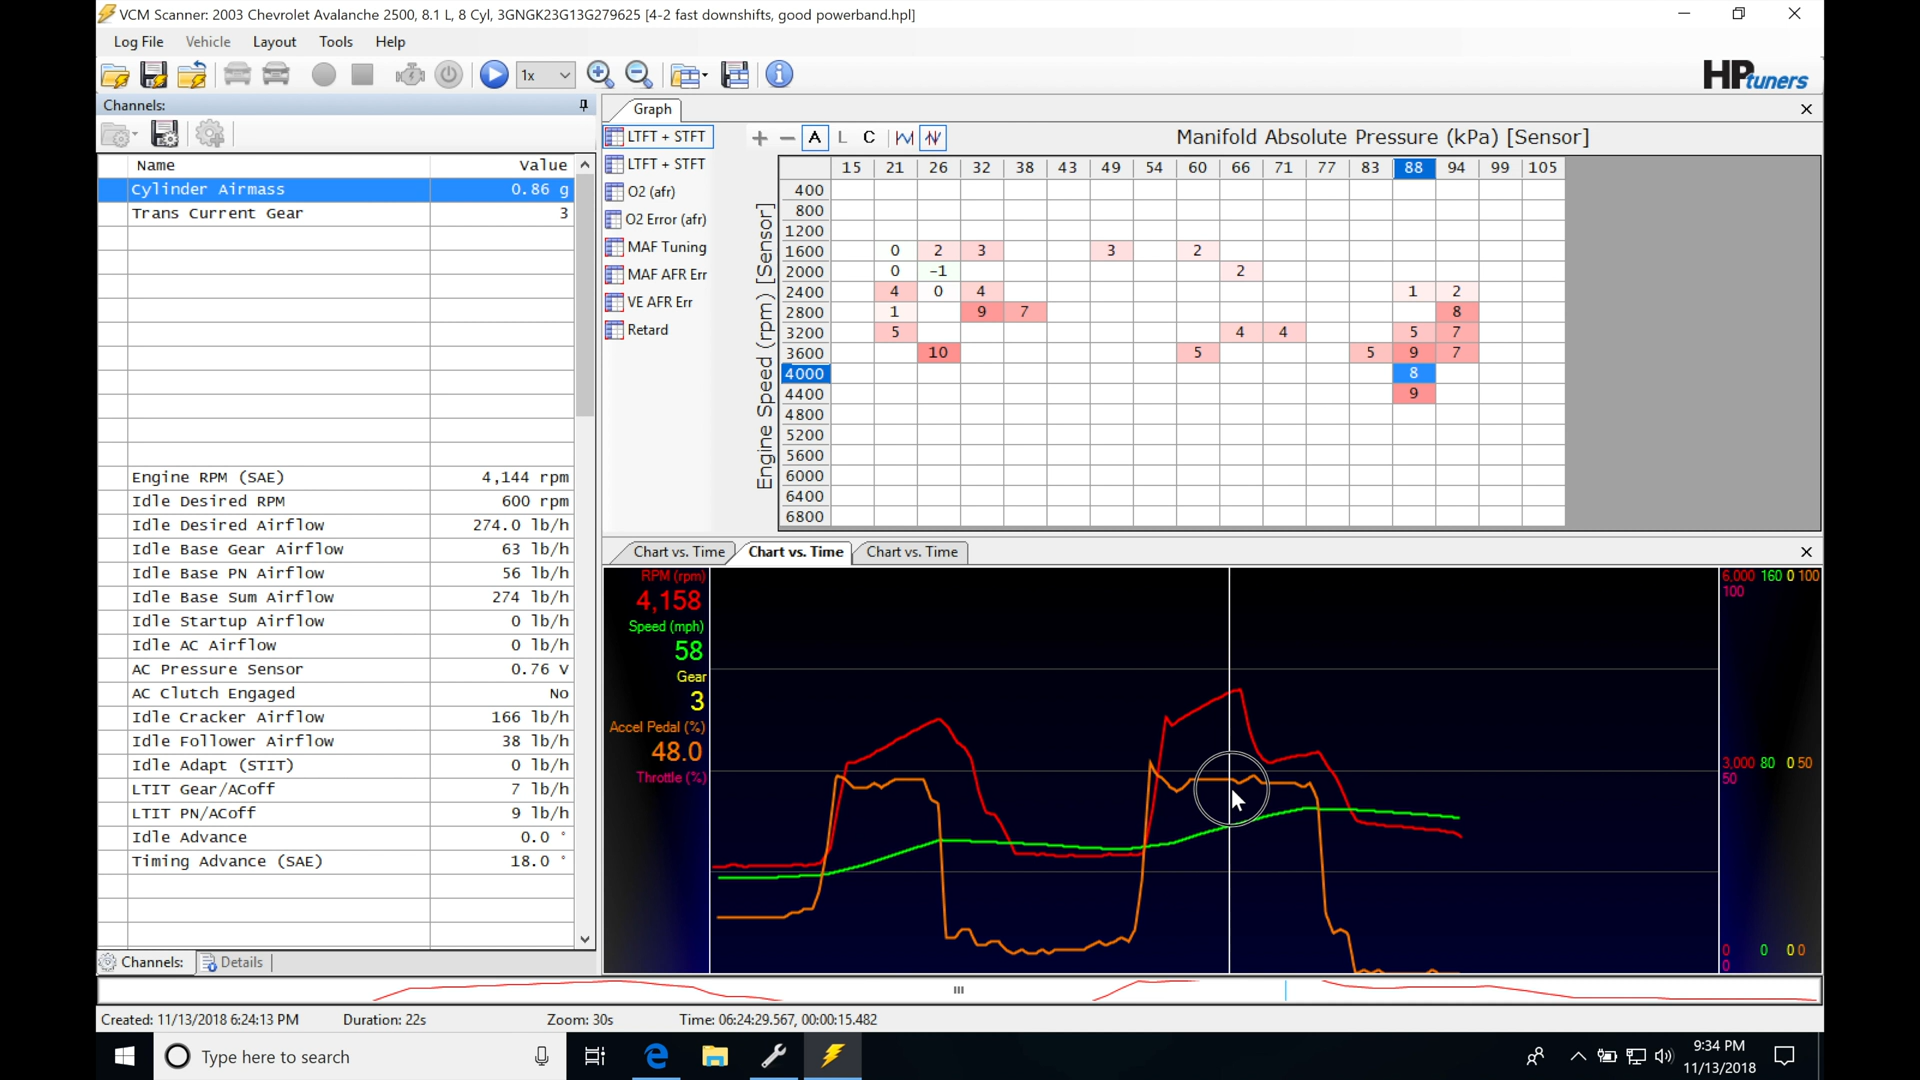 VCM Scanner: 2003 Chevrolet Avalanche 2500, 8.1 L, 8 Cyl, 3GNGK23G13G279625 [4-2 fast downshifts, good powerband.hpl]
Log File Vehicle Layout Tools Help
1x
HPtuners
Channels:
Name Value
Cylinder Airmass 0.86 g
Trans Current Gear 3
Engine RPM (SAE) 4,144 rpm
Idle Desired RPM 600 rpm
Idle Desired Airflow 274.0 lb/h
Idle Base Gear Airflow 63 lb/h
Idle Base PN Airflow 56 lb/h
Idle Base Sum Airflow 274 lb/h
Idle Startup Airflow 0 lb/h
Idle AC Airflow 0 lb/h
AC Pressure Sensor 0.76 V
AC Clutch Engaged No
Idle Cracker Airflow 166 lb/h
Idle Follower Airflow 38 lb/h
Idle Adapt (STIT) 0 lb/h
LTIT Gear/ACoff 7 lb/h
LTIT PN/ACoff 9 lb/h
Idle Advance 0.0 °
Timing Advance (SAE) 18.0 °
Channels: Details
Graph
LTFT + STFT
LTFT + STFT
O2 (afr)
O2 Error (afr)
MAF Tuning
MAF AFR Err
VE AFR Err
Retard
A L C
Manifold Absolute Pressure (kPa) [Sensor]
Engine Speed (rpm) [Sensor]
15 21 26 32 38 43 49 54 60 66 71 77 83 88 94 99 105
400
800
1200
1600 0 2 3 3 2
2000 0 -1 2
2400 4 0 4 1 2
2800 1 9 7 8
3200 5 4 4 5 7
3600 10 5 5 9 7
4000 8
4400 9
4800
5200
5600
6000
6400
6800
Chart vs. Time Chart vs. Time Chart vs. Time
RPM (rpm)
4,158
Speed (mph)
58
Gear
3
Accel Pedal (%)
48.0
Throttle (%)
6,000 160 0 100
100
3,000 80 0 50
50
0 0 0 0
0
Created: 11/13/2018 6:24:13 PM Duration: 22s Zoom: 30s Time: 06:24:29.567, 00:00:15.482
Type here to search
9:34 PM
11/13/2018